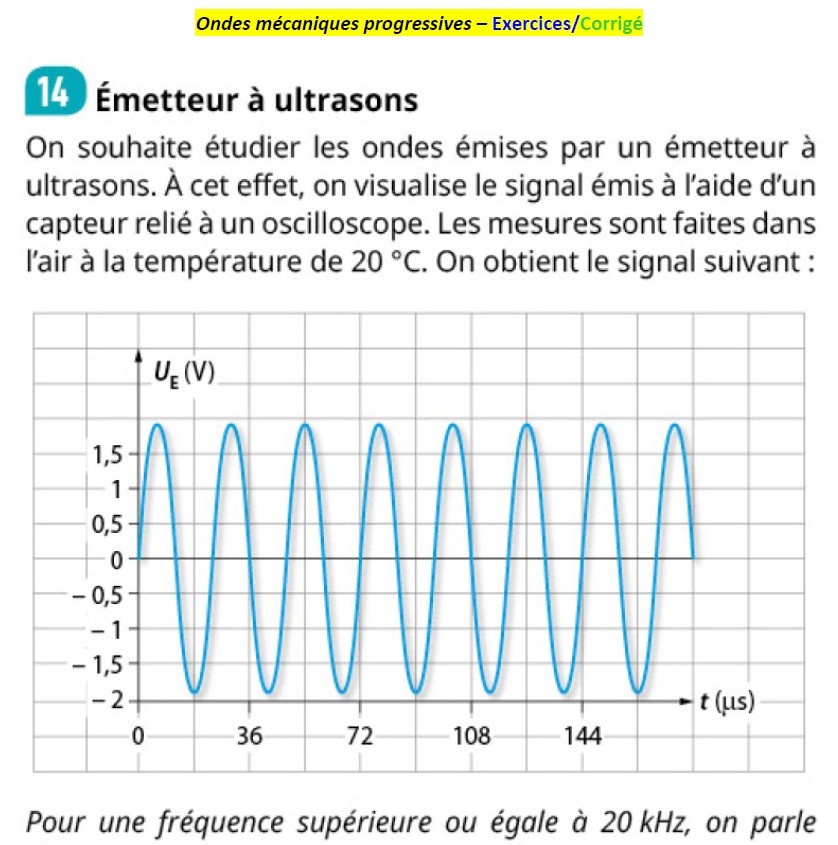 Ondes mécaniques progressives – Exercices/Corrigé
14 Émetteur à ultrasons
On souhaite étudier les ondes émises par un émetteur à
ultrasons. À cet effet, on visualise le signal émis à l'aide d'un
capteur relié à un oscilloscope. Les mesures sont faites dans
l'air à la température de 20 °C. On obtient le signal suivant :
U_E (V)
1,5
1
0,5
0
– 0,5
– 1
– 1,5
– 2
t (μs)
0 36 72 108 144
Pour une fréquence supérieure ou égale à 20 kHz, on parle